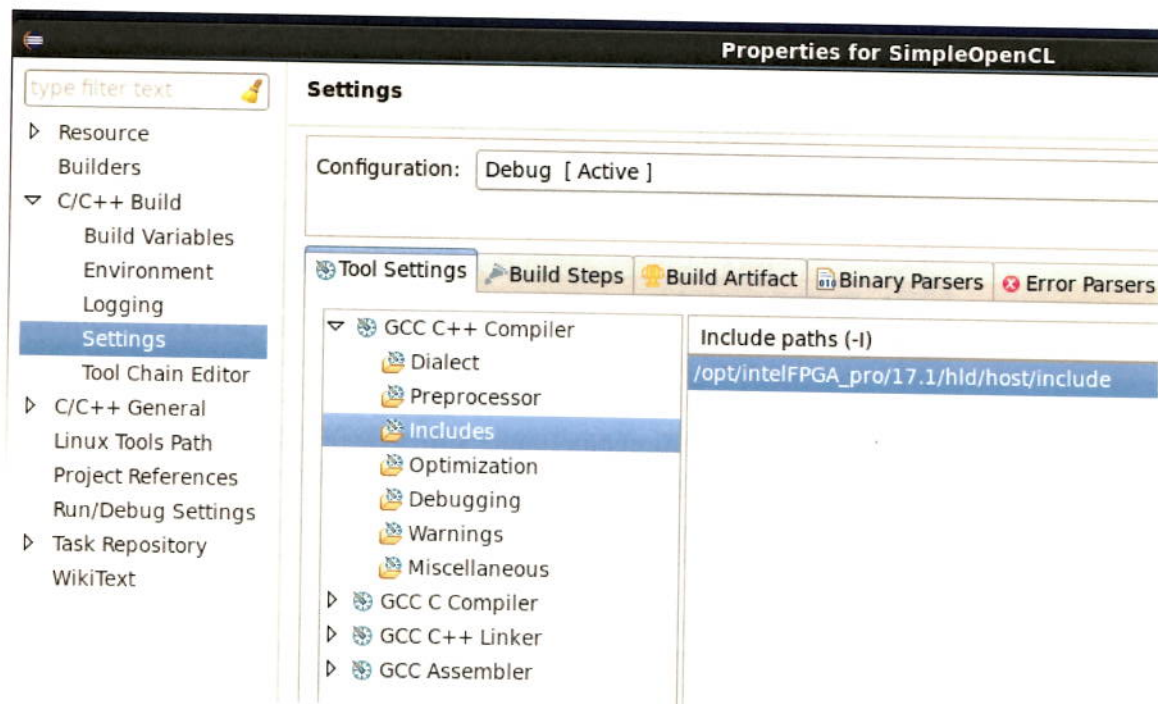 Properties for SimpleOpenCL
type filter text
Resource
Builders
C/C++ Build
Build Variables
Environment
Logging
Settings
Tool Chain Editor
C/C++ General
Linux Tools Path
Project References
Run/Debug Settings
Task Repository
WikiText
Settings
Configuration: Debug [ Active ]
Tool Settings Build Steps Build Artifact 010 Binary Parsers Error Parsers
GCC C++ Compiler
Dialect
Preprocessor
Includes
Optimization
Debugging
Warnings
Miscellaneous
GCC C Compiler
GCC C++ Linker
GCC Assembler
Include paths (-I)
/opt/intelFPGA_pro/17.1/hld/host/include